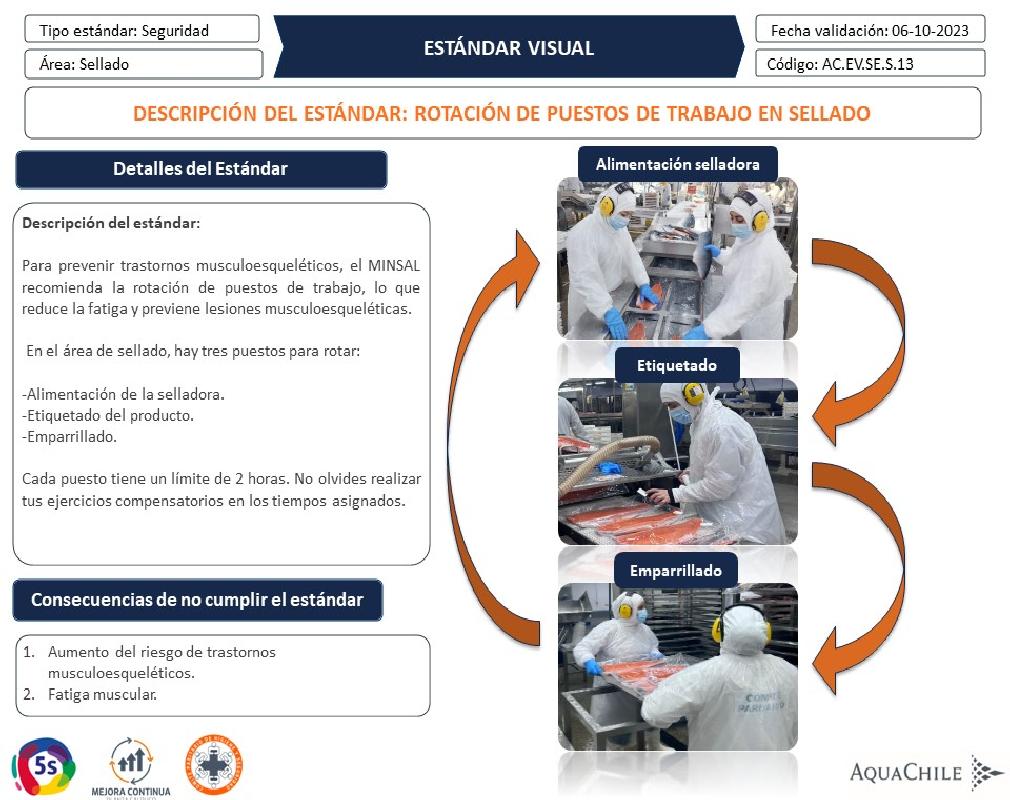 Tipo estándar: Seguridad
Área: Sellado
ESTÁNDAR VISUAL
Fecha validación: 06-10-2023
Código: AC.EV.SE.S.13
DESCRIPCIÓN DEL ESTÁNDAR: ROTACIÓN DE PUESTOS DE TRABAJO EN SELLADO
Detalles del Estándar
Descripción del estándar:
Para prevenir trastornos musculoesqueléticos, el MINSAL
recomienda la rotación de puestos de trabajo, lo que
reduce la fatiga y previene lesiones musculoesqueléticas.
En el área de sellado, hay tres puestos para rotar:
-Alimentación de la selladora.
-Etiquetado del producto.
-Emparrillado.
Cada puesto tiene un límite de 2 horas. No olvides realizar
tus ejercicios compensatorios en los tiempos asignados.
Consecuencias de no cumplir el estándar
1. Aumento del riesgo de trastornos
musculoesqueléticos.
2. Fatiga muscular.
Alimentación selladora
Etiquetado
Emparrillado
5s
MEJORA CONTINUA
AQUACHILE